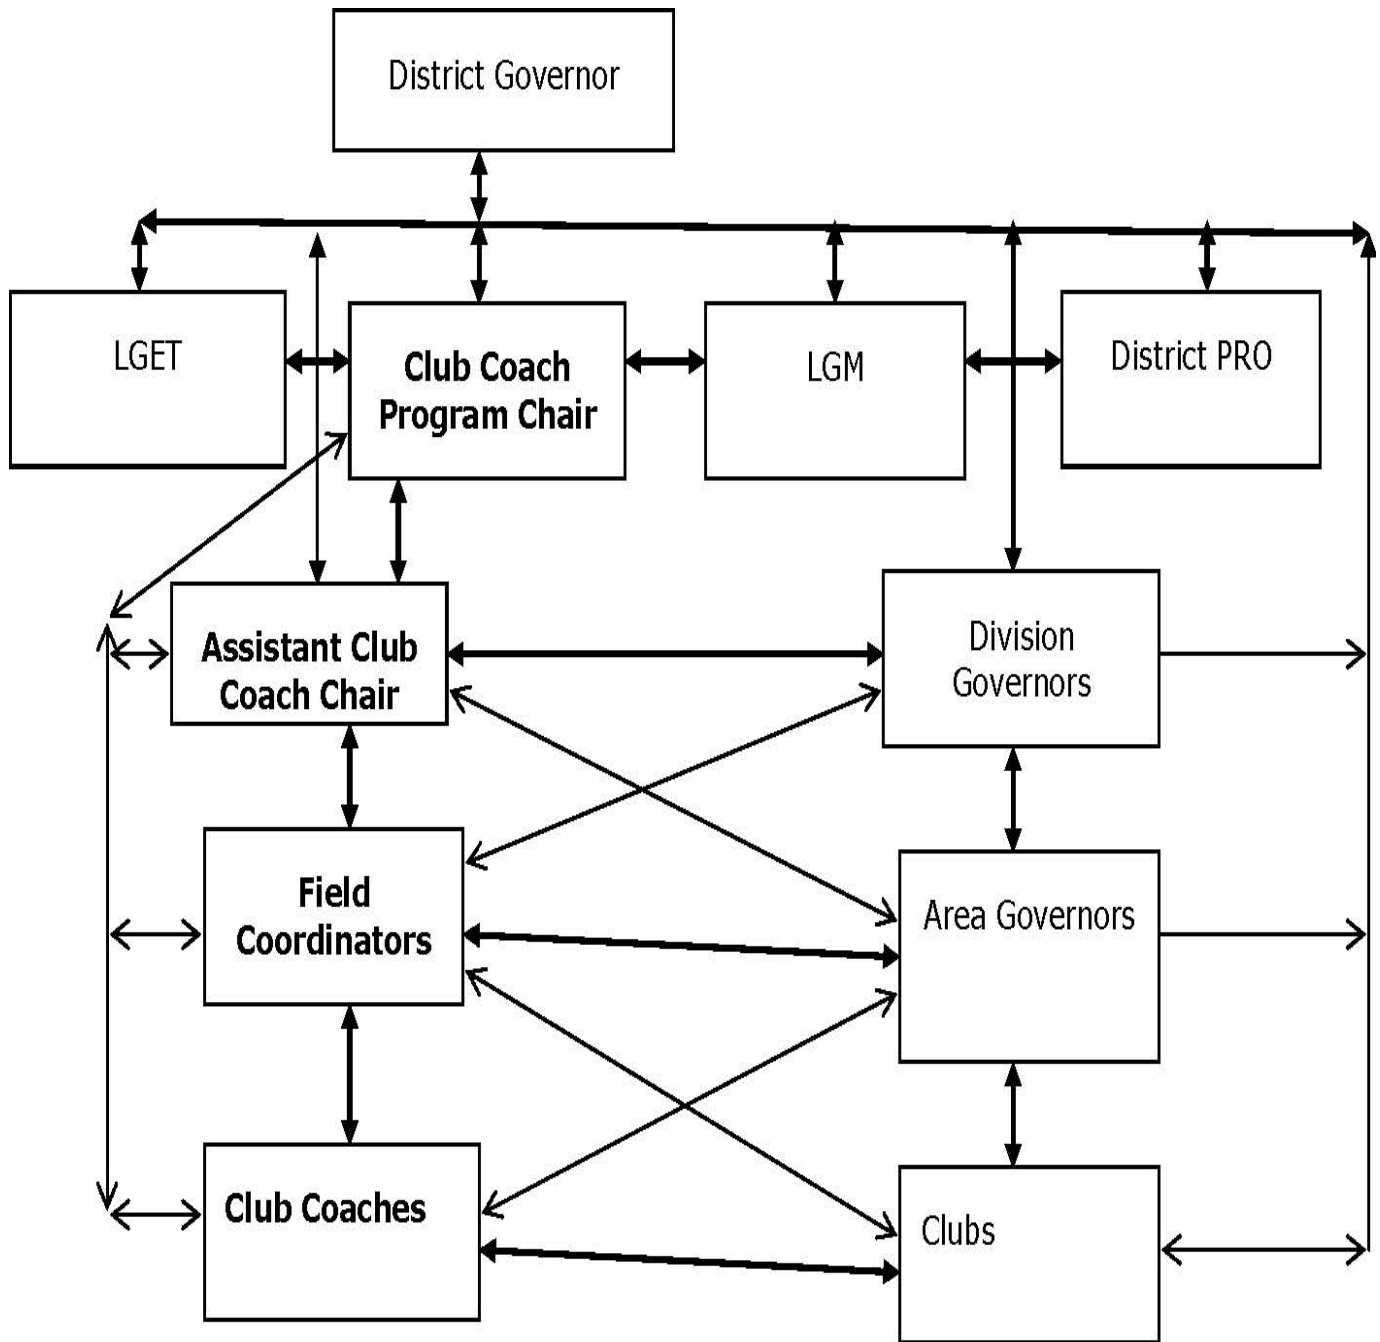 District Governor
LGET
Club Coach
Program Chair
LGM
District PRO
Assistant Club
Coach Chair
Division
Governors
Field
Coordinators
Area Governors
Club Coaches
Clubs